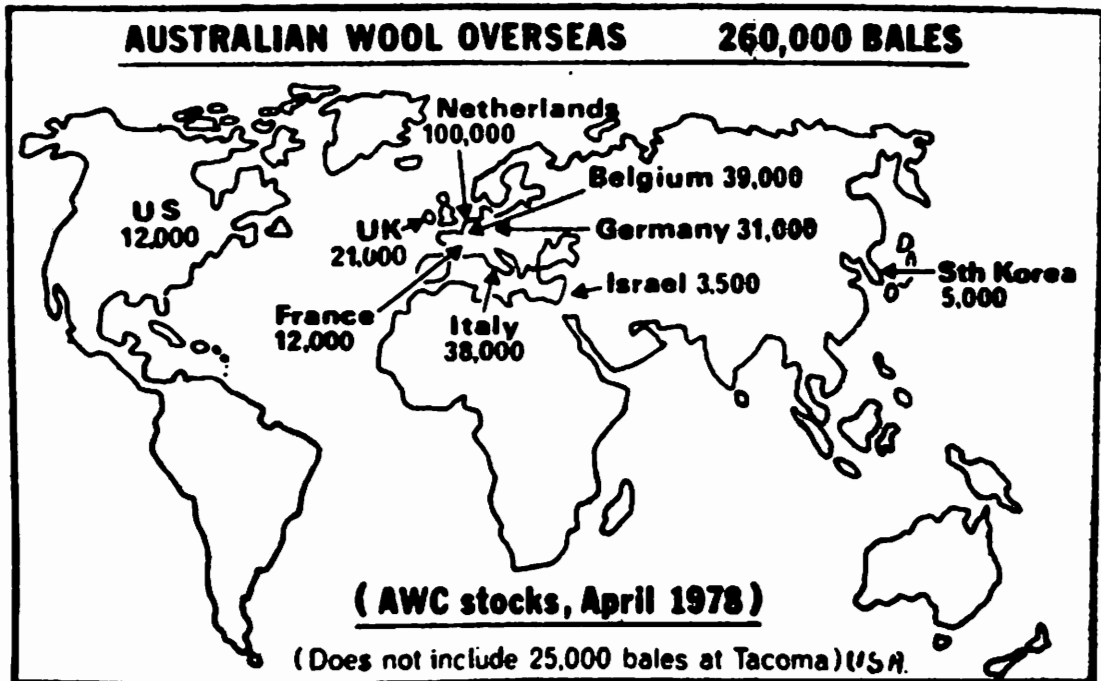 AUSTRALIAN WOOL OVERSEAS 260,000 BALES
Netherlands
100,000
Belgium 39,000
US
12,000
UK
21,000
Germany 31,000
Israel 3,500
Sth Korea
5,000
France
12,000
Italy
38,000
(AWC stocks, April 1978)
(Does not include 25,000 bales at Tacoma) USA.